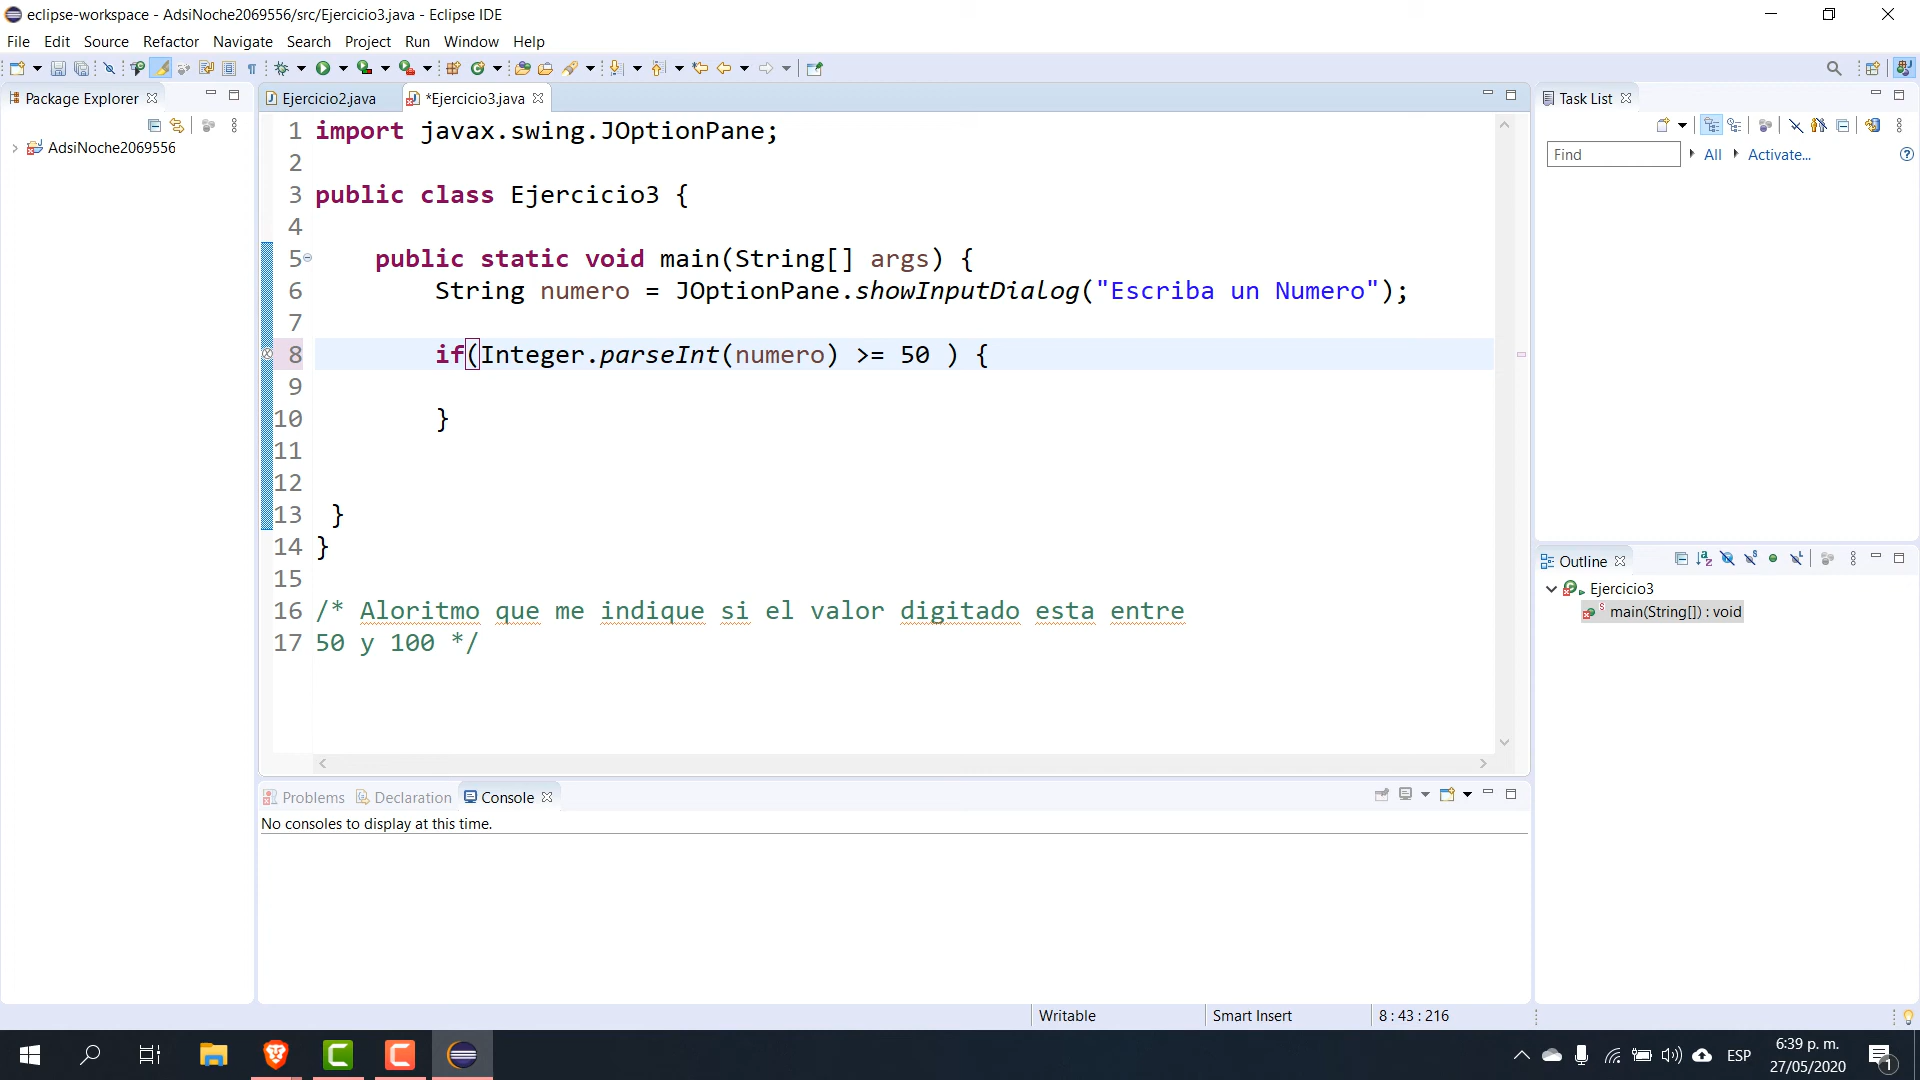 eclipse-workspace - AdsiNoche2069556/src/Ejercicio3.java - Eclipse IDE
File Edit Source Refactor Navigate Search Project Run Window Help
Package Explorer
AdsiNoche2069556
Ejercicio2.java *Ejercicio3.java
1 import javax.swing.JOptionPane;
2
3 public class Ejercicio3 {
4
5 public static void main(String[] args) {
6 String numero = JOptionPane.showInputDialog("Escriba un Numero");
7
8 if(Integer.parseInt(numero) >= 50 ) {
9
10 }
11
12
13 }
14 }
15
16 /* Aloritmo que me indique si el valor digitado esta entre
17 50 y 100 */
Task List
Find All Activate...
Outline
Ejercicio3
main(String[]) : void
Problems Declaration Console
No consoles to display at this time.
Writable Smart Insert 8 : 43 : 216
ESP
6:39 p. m.
27/05/2020
1